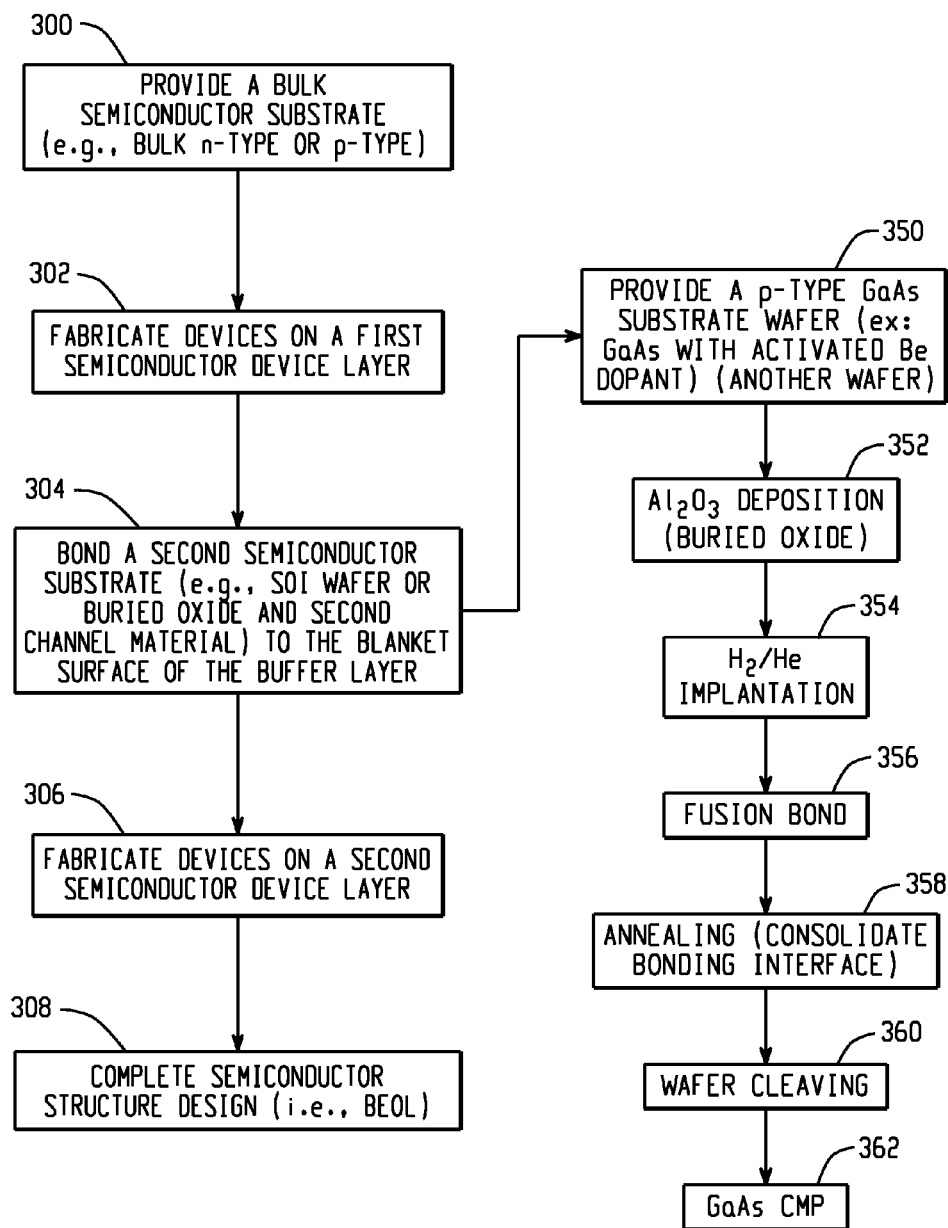 300
PROVIDE A BULK
SEMICONDUCTOR SUBSTRATE
(e.g., BULK n-TYPE OR p-TYPE)
302
FABRICATE DEVICES ON A FIRST
SEMICONDUCTOR DEVICE LAYER
304
BOND A SECOND SEMICONDUCTOR
SUBSTRATE (e.g., SOI WAFER OR
BURIED OXIDE AND SECOND
CHANNEL MATERIAL) TO THE BLANKET
SURFACE OF THE BUFFER LAYER
306
FABRICATE DEVICES ON A SECOND
SEMICONDUCTOR DEVICE LAYER
308
COMPLETE SEMICONDUCTOR
STRUCTURE DESIGN (i.e., BEOL)
350
PROVIDE A p-TYPE GaAs
SUBSTRATE WAFER (ex:
GaAs WITH ACTIVATED Be
DOPANT) (ANOTHER WAFER)
352
Al₂O₃ DEPOSITION
(BURIED OXIDE)
354
H₂/He
IMPLANTATION
356
FUSION BOND
358
ANNEALING (CONSOLIDATE
BONDING INTERFACE)
360
WAFER CLEAVING
362
GaAs CMP